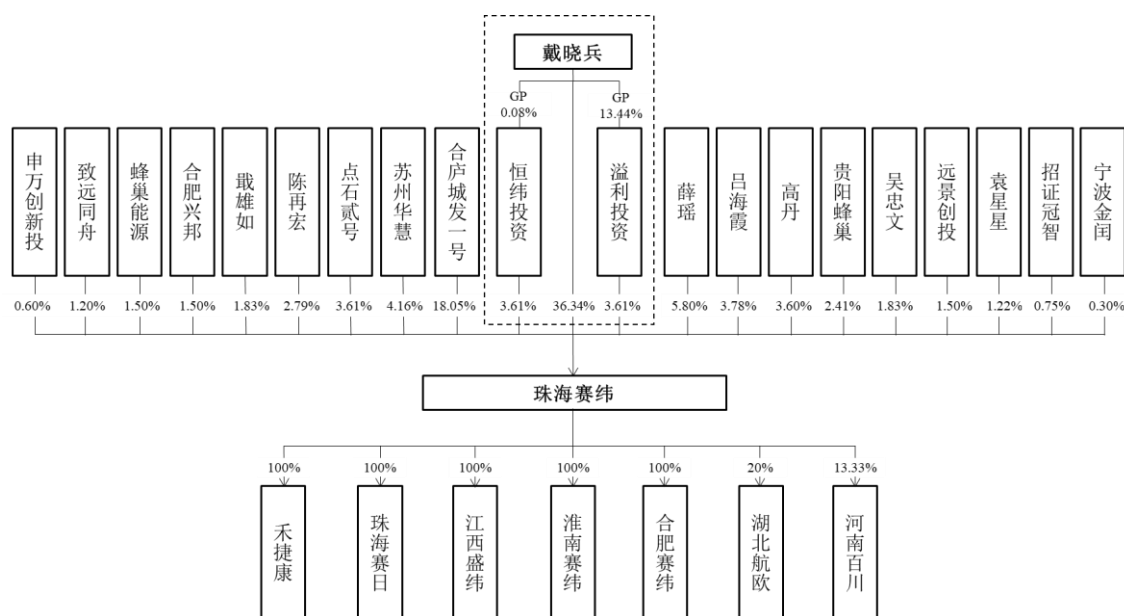 戴晓兵
GP
0.08%
GP
13.44%
申万创新投
致远同舟
蜂巢能源
合肥兴邦
戢雄如
陈再宏
点石贰号
苏州华慧
合庐城发一号
恒纬投资
溢利投资
薛瑶
吕海霞
高丹
贵阳蜂巢
吴忠文
远景创投
袁星星
招证冠智
宁波金闰
0.60%
1.20%
1.50%
1.50%
1.83%
2.79%
3.61%
4.16%
18.05%
3.61%
36.34%
3.61%
5.80%
3.78%
3.60%
2.41%
1.83%
1.50%
1.22%
0.75%
0.30%
珠海赛纬
100%
100%
100%
100%
100%
20%
13.33%
禾捷康
珠海赛日
江西盛纬
淮南赛纬
合肥赛纬
湖北航欧
河南百川